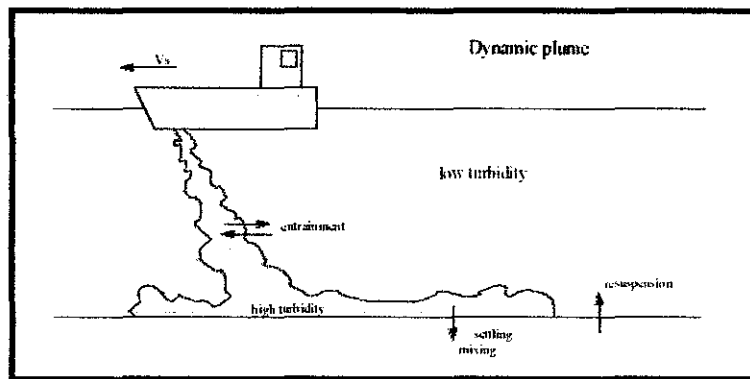 Dynamic plume
Vs
low turbidity
entrainment
resuspension
high turbidity
settling
mixing